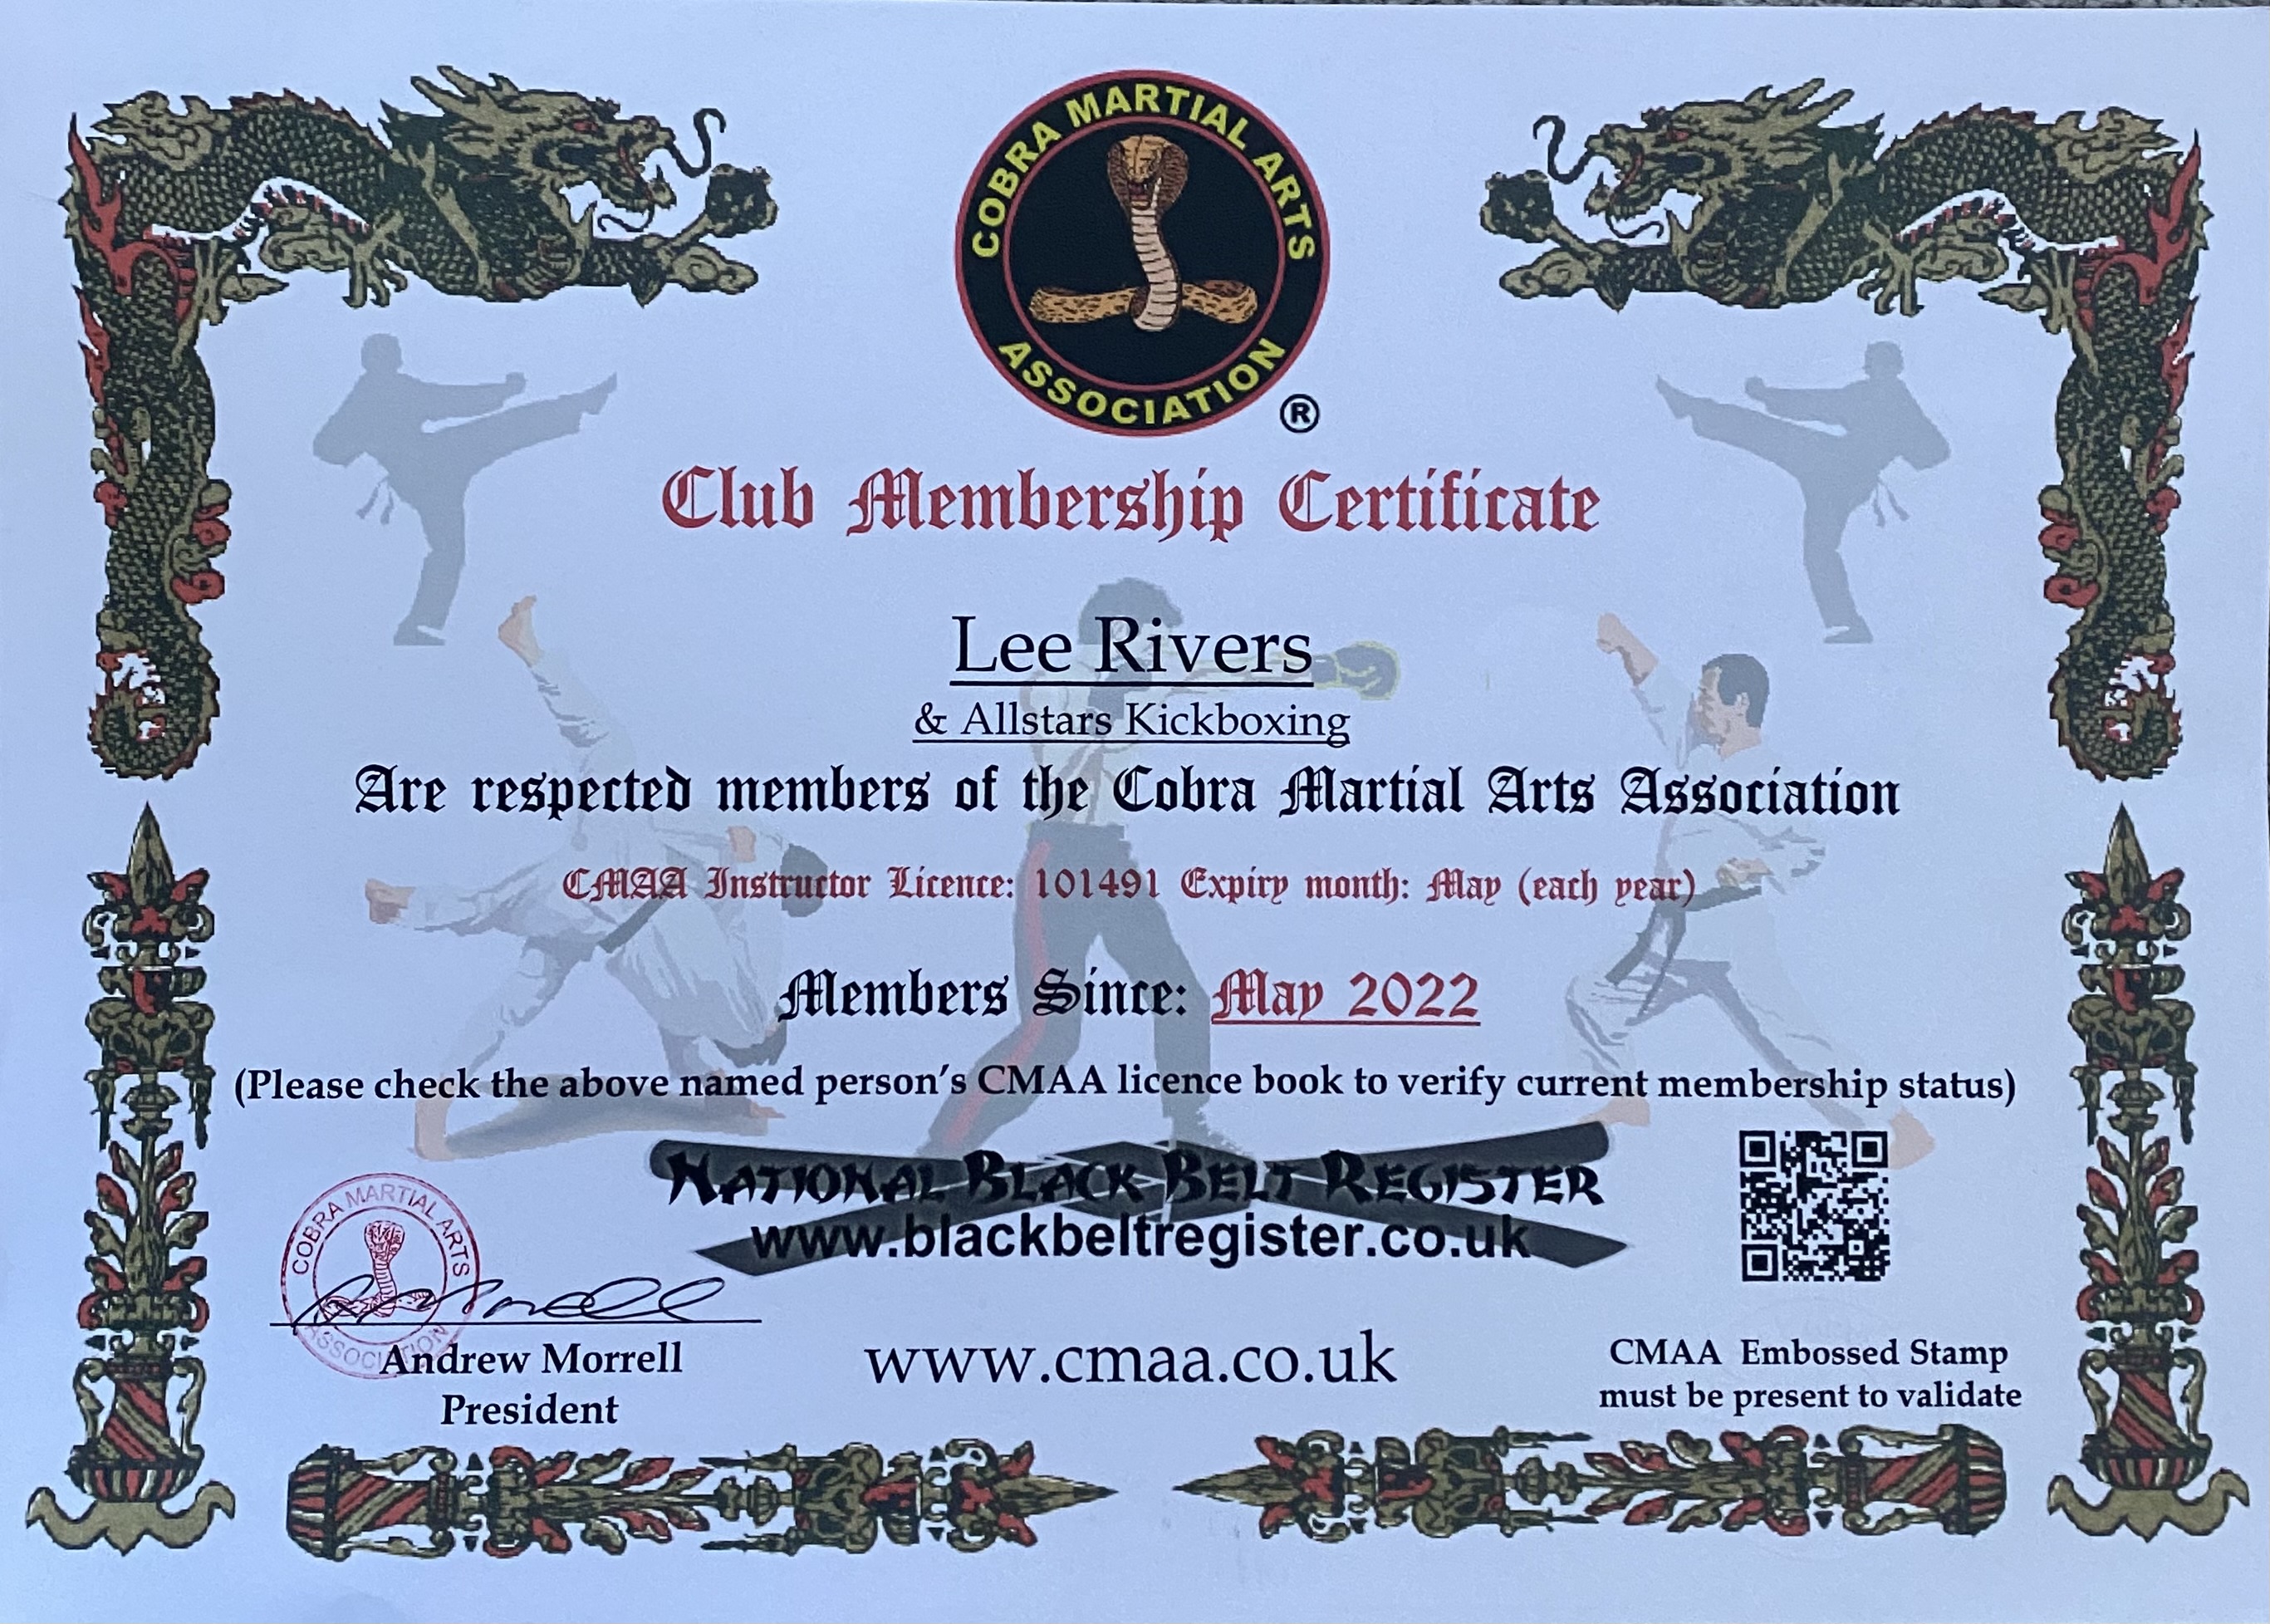 COBRA MARTIAL ARTS
ASSOCIATION
®
Club Membership Certificate
Lee Rivers
& Allstars Kickboxing
Are respected members of the Cobra Martial Arts Association
CMAA Instructor Licence: 101491 Expiry month: May (each year)
Members Since: May 2022
(Please check the above named person's CMAA licence book to verify current membership status)
NATIONAL BLACK BELT REGISTER
www.blackbeltregister.co.uk
COBRA MARTIAL ARTS
ASSOCIATION
Andrew Morrell
President
www.cmaa.co.uk
CMAA Embossed Stamp
must be present to validate